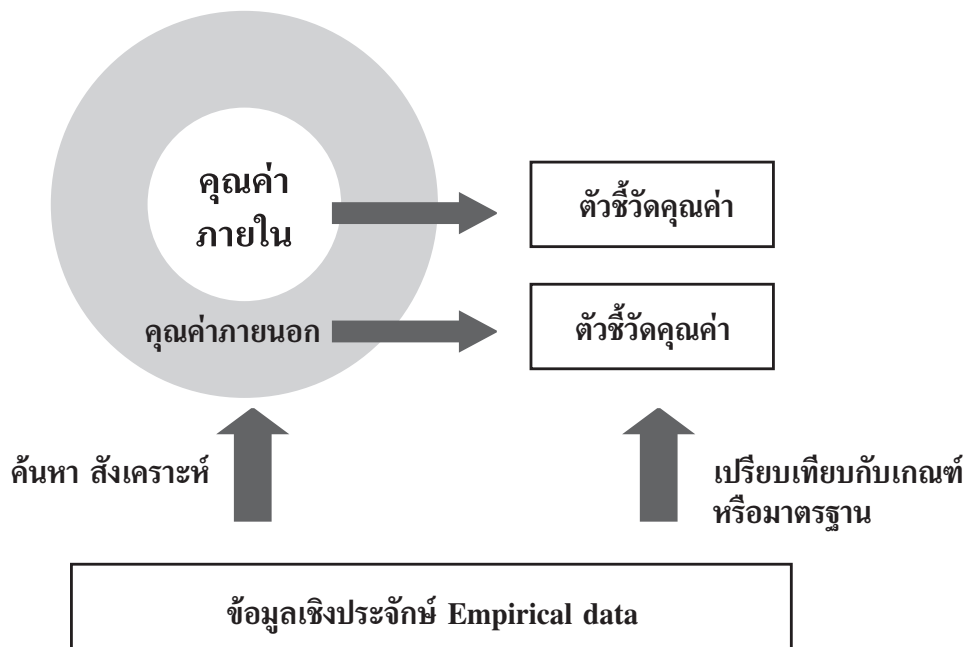 คุณค่า
ภายใน
ตัวชี้วัดคุณค่า
คุณค่าภายนอก
ตัวชี้วัดคุณค่า
ค้นหา สังเคราะห์
เปรียบเทียบกับเกณฑ์
หรือมาตรฐาน
ข้อมูลเชิงประจักษ์ Empirical data